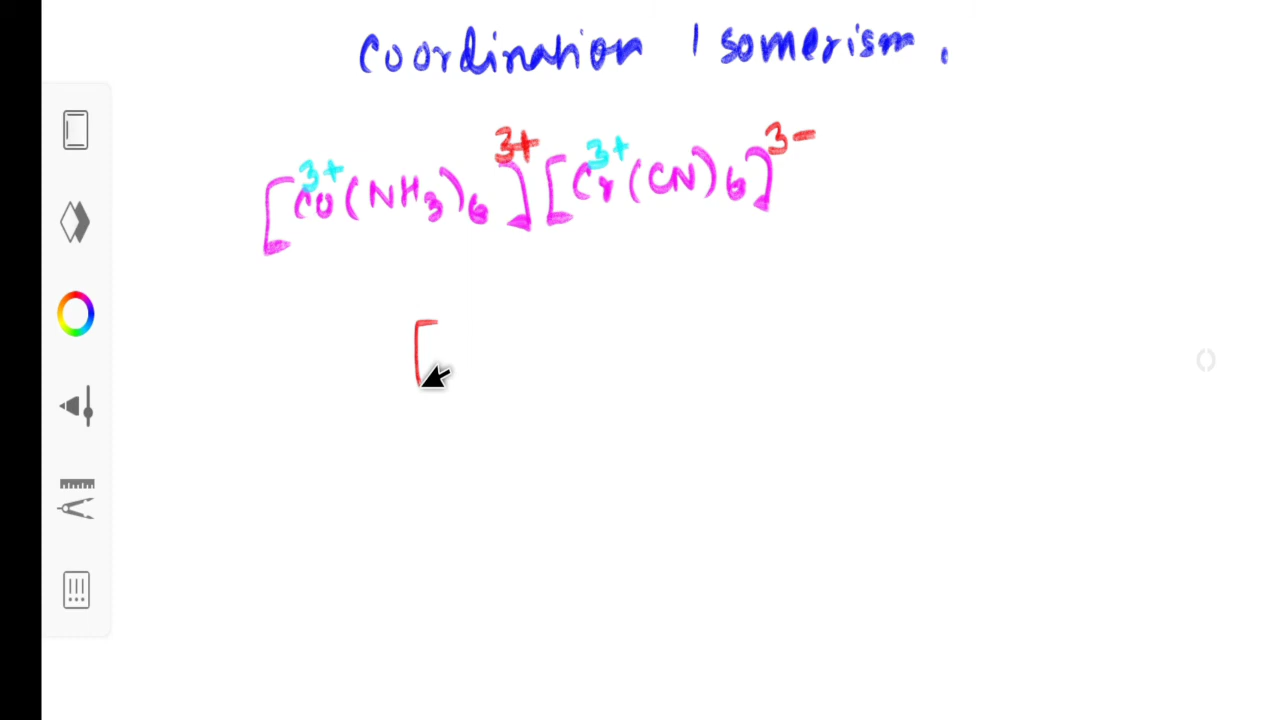 Coordination Isomerism.
[Co³⁺(NH₃)₆]³⁺[Cr³⁺(CN)₆]³⁻
[